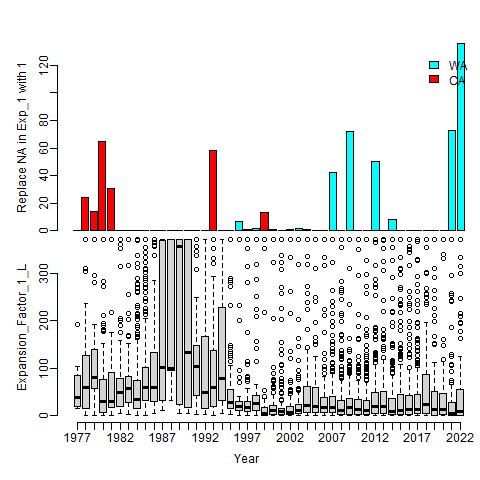 Replace NA in Exp_1 with 1
0 20 40 60 80 120
WA
CA
Expansion_Factor_1_L
0 100 200 300
1977 1982 1987 1992 1997 2002 2007 2012 2017 2022
Year